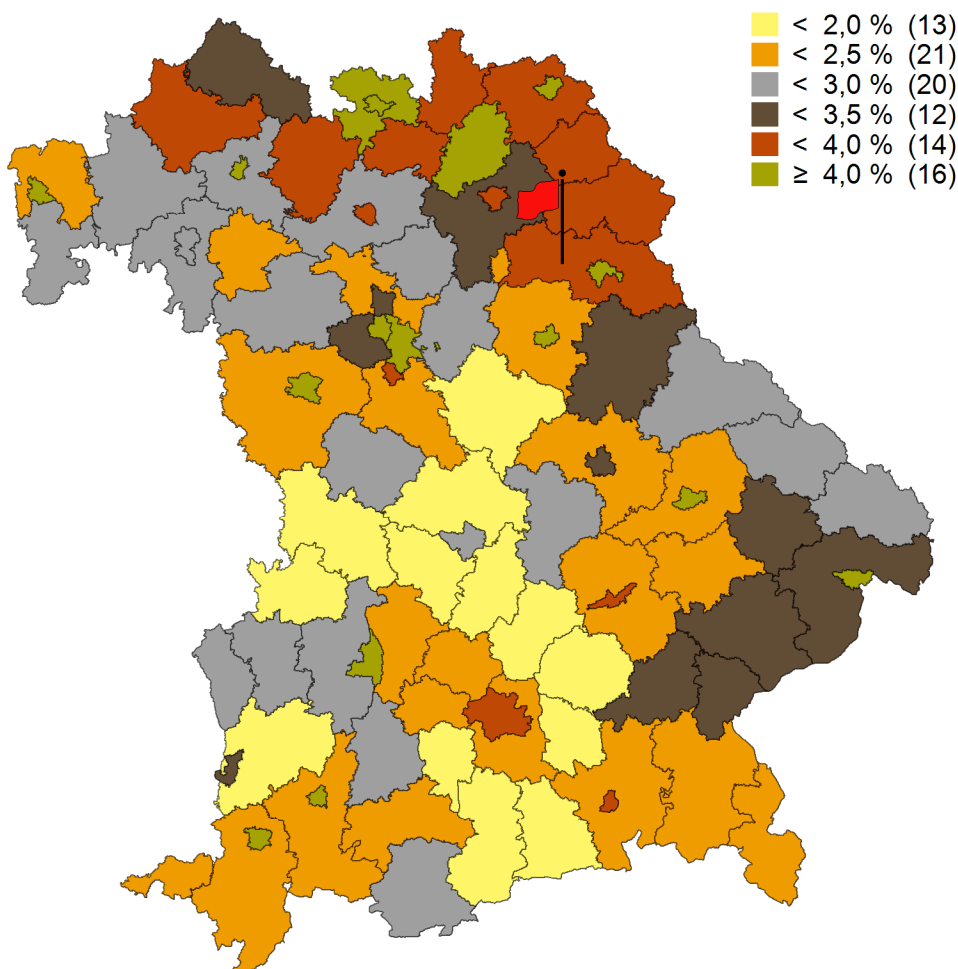 < 2,0 % (13)
< 2,5 % (21)
< 3,0 % (20)
< 3,5 % (12)
< 4,0 % (14)
≥ 4,0 % (16)